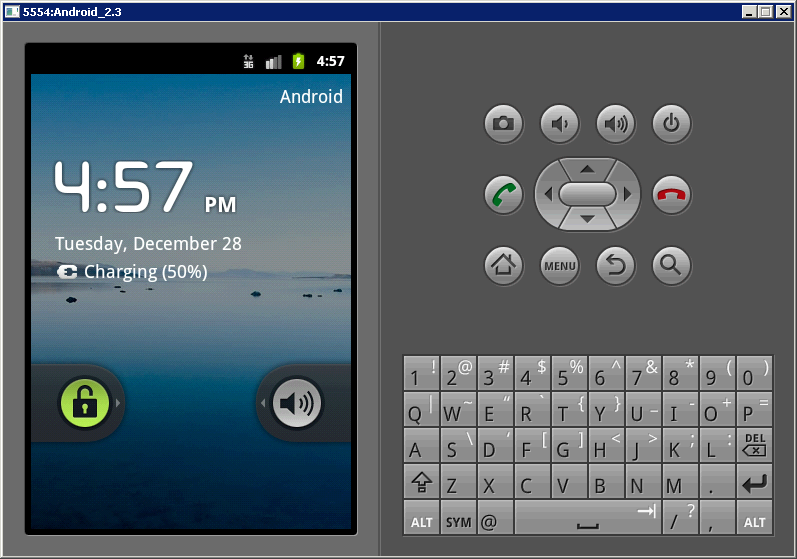 5554:Android_2.3
3G 4:57
Android
4:57 PM
Tuesday, December 28
Charging (50%)
MENU
1 ! 2 @ 3 # 4 $ 5 % 6 ^ 7 & 8 * 9 ( 0 )
Q | W ~ E “ R ` T { Y } U _ I - O + P =
A S \ D ‘ F [ G ] H < J > K ; L : DEL
Z X C V B N M .
ALT SYM @ / ? , ALT